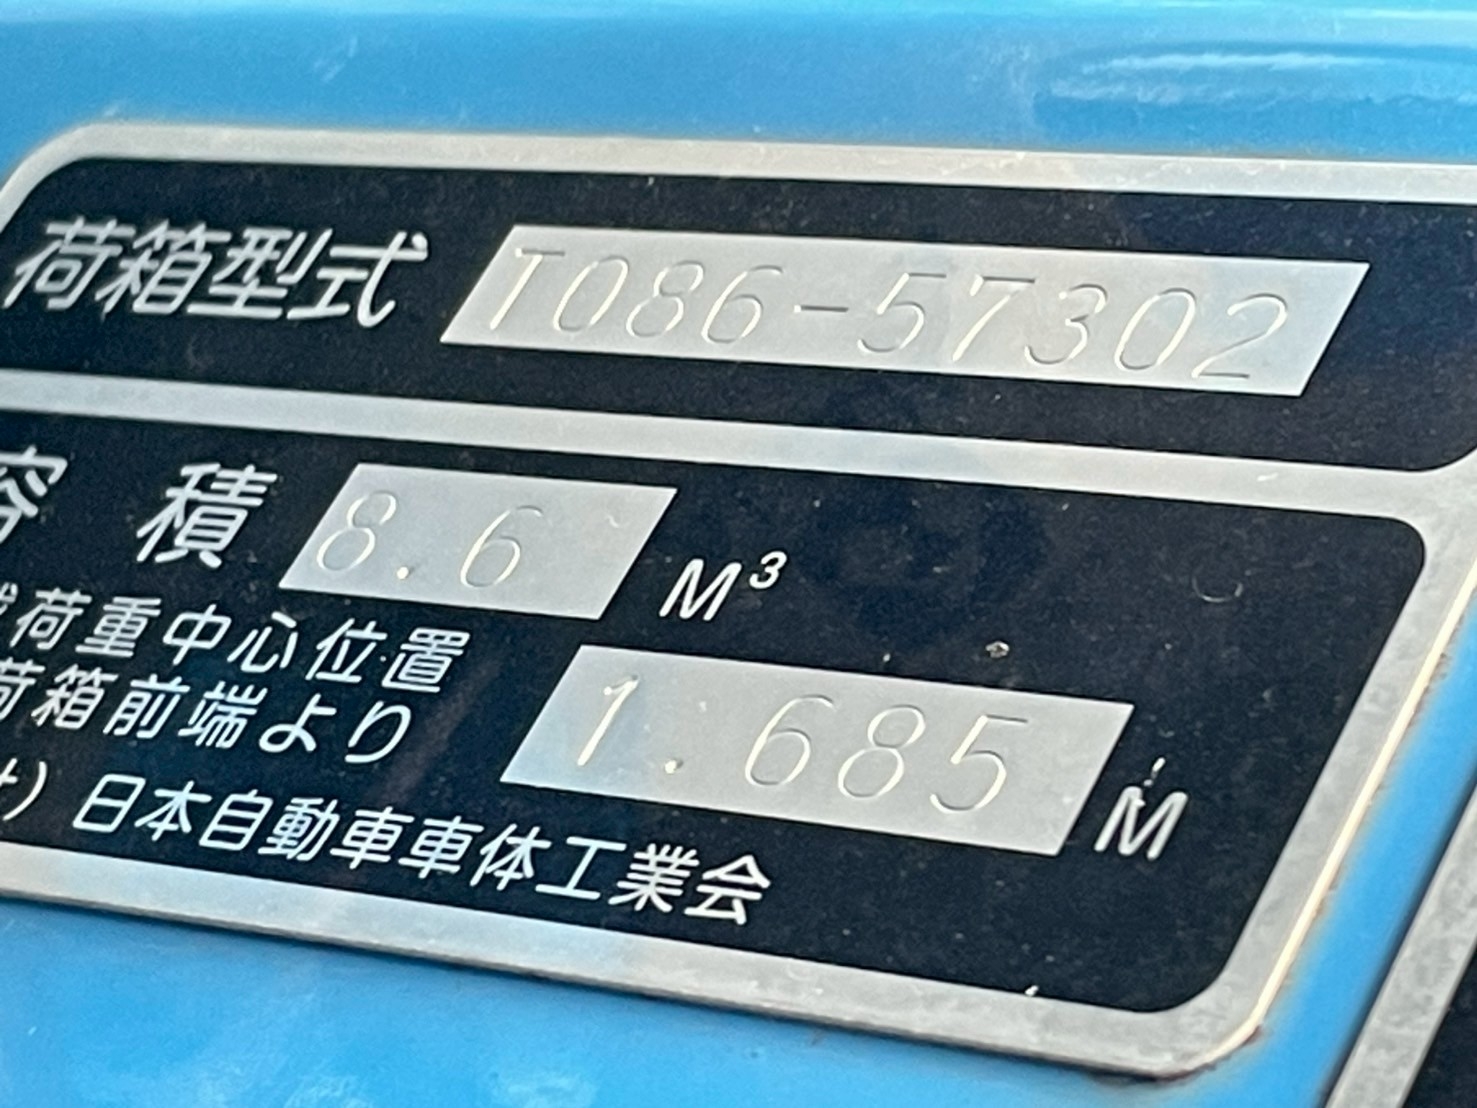 荷箱型式 T086-57302
容積 8.6 M³
荷重中心位置
荷箱前端より 1.685 M
) 日本自動車車体工業会